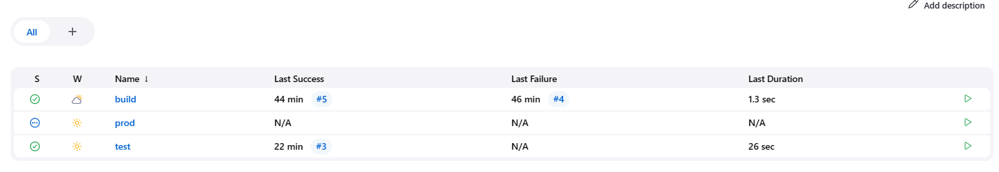 Add description
All +
S W Name ↓ Last Success Last Failure Last Duration
build 44 min #5 46 min #4 1.3 sec
prod N/A N/A N/A
test 22 min #3 N/A 26 sec